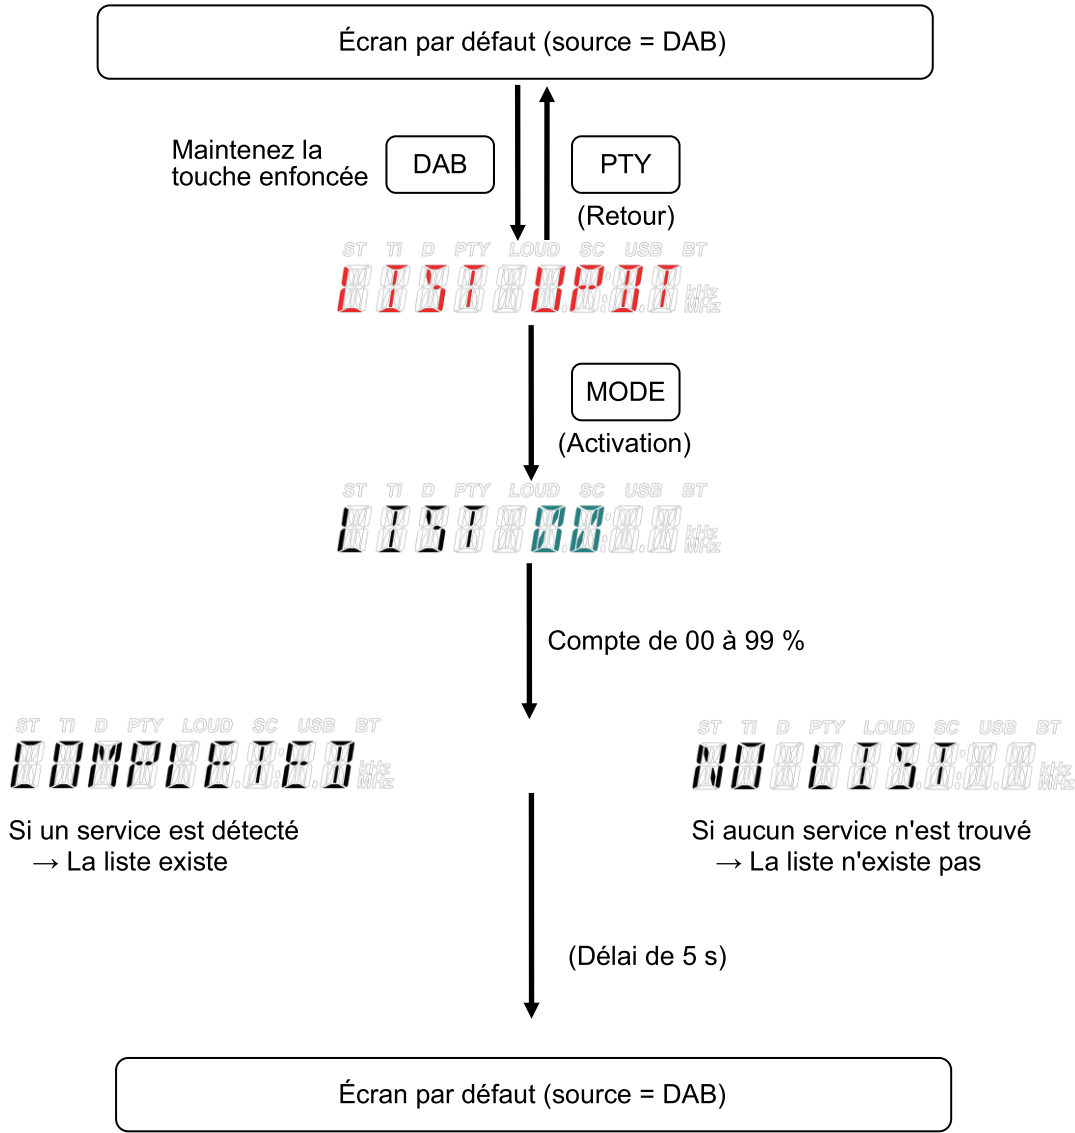 Écran par défaut (source = DAB)
Maintenez la
touche enfoncée
DAB
PTY
(Retour)
ST TI D PTY LOUD SC USB BT
LIST UPDT
kHz
MHz
MODE
(Activation)
ST TI D PTY LOUD SC USB BT
LIST 00
kHz
MHz
Compte de 00 à 99 %
ST TI D PTY LOUD SC USB BT
COMPLETED
kHz
MHz
Si un service est détecté
→ La liste existe
ST TI D PTY LOUD SC USB BT
NO LIST
kHz
MHz
Si aucun service n'est trouvé
→ La liste n'existe pas
(Délai de 5 s)
Écran par défaut (source = DAB)